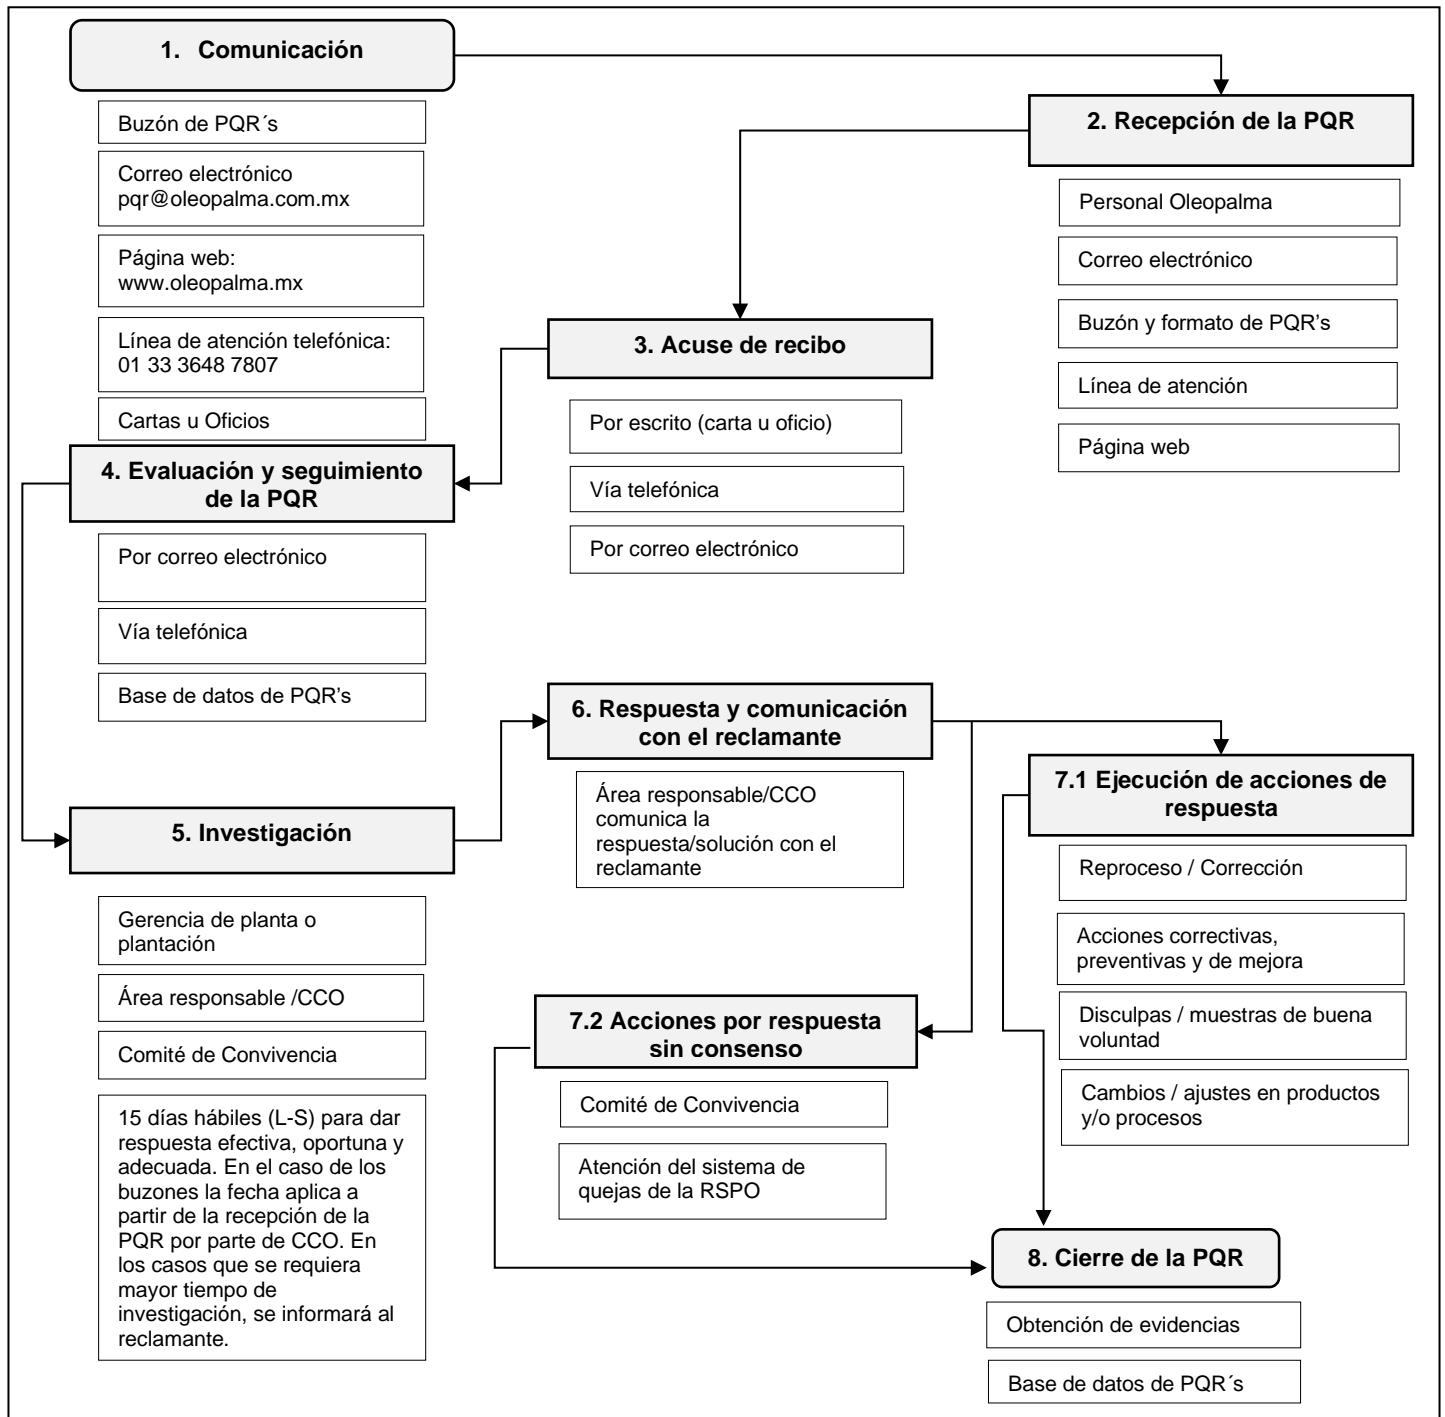 1. Comunicación
Buzón de PQR´s
Correo electrónico
pqr@oleopalma.com.mx
Página web:
www.oleopalma.mx
Línea de atención telefónica:
01 33 3648 7807
Cartas u Oficios
2. Recepción de la PQR
Personal Oleopalma
Correo electrónico
Buzón y formato de PQR’s
Línea de atención
Página web
3. Acuse de recibo
Por escrito (carta u oficio)
Vía telefónica
Por correo electrónico
4. Evaluación y seguimiento
de la PQR
Por correo electrónico
Vía telefónica
Base de datos de PQR’s
5. Investigación
Gerencia de planta o
plantación
Área responsable /CCO
Comité de Convivencia
15 días hábiles (L-S) para dar
respuesta efectiva, oportuna y
adecuada. En el caso de los
buzones la fecha aplica a
partir de la recepción de la
PQR por parte de CCO. En
los casos que se requiera
mayor tiempo de
investigación, se informará al
reclamante.
6. Respuesta y comunicación
con el reclamante
Área responsable/CCO
comunica la
respuesta/solución con el
reclamante
7.1 Ejecución de acciones de
respuesta
Reproceso / Corrección
Acciones correctivas,
preventivas y de mejora
Disculpas / muestras de buena
voluntad
Cambios / ajustes en productos
y/o procesos
7.2 Acciones por respuesta
sin consenso
Comité de Convivencia
Atención del sistema de
quejas de la RSPO
8. Cierre de la PQR
Obtención de evidencias
Base de datos de PQR´s